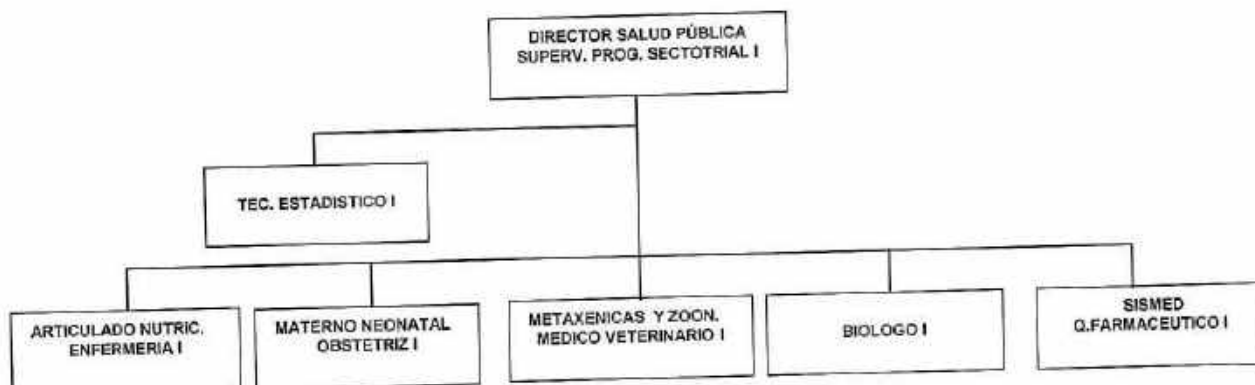 DIRECTOR SALUD PÚBLICA
SUPERV. PROG. SECTOTRIAL I
TEC. ESTADISTICO I
ARTICULADO NUTRIC.
ENFERMERIA I
MATERNO NEONATAL
OBSTETRIZ I
METAXENICAS Y ZOON.
MEDICO VETERINARIO I
BIOLOGO I
SISMED
Q.FARMACEUTICO I